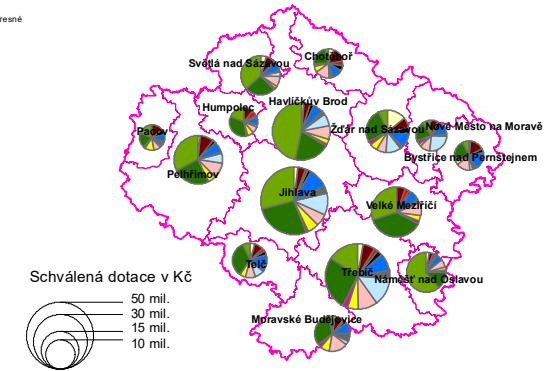 resné
Chotěboř
Světlá nad Sázavou
Havlíčkův Brod
Humpolec
Žďár nad Sázavou
Nové Město na Moravě
Pacov
Bystřice nad Pernštejnem
Pelhřimov
Jihlava
Velké Meziříčí
Telč
Třebíč
Náměšť nad Oslavou
Moravské Budějovice
Schválená dotace v Kč
50 mil.
30 mil.
15 mil.
10 mil.